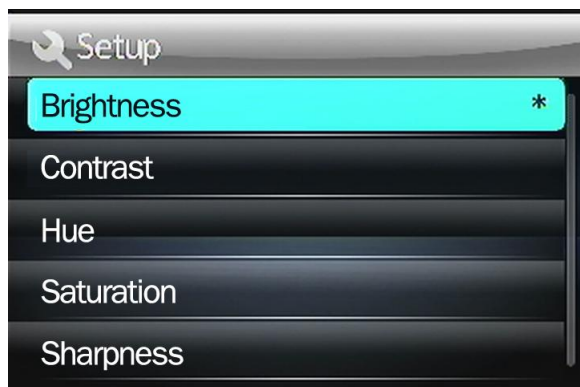 Setup
Brightness *
Contrast
Hue
Saturation
Sharpness